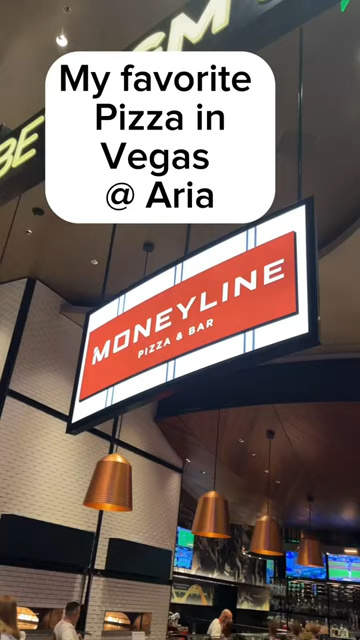 My favorite
Pizza in
Vegas
@ Aria
MONEYLINE
PIZZA & BAR